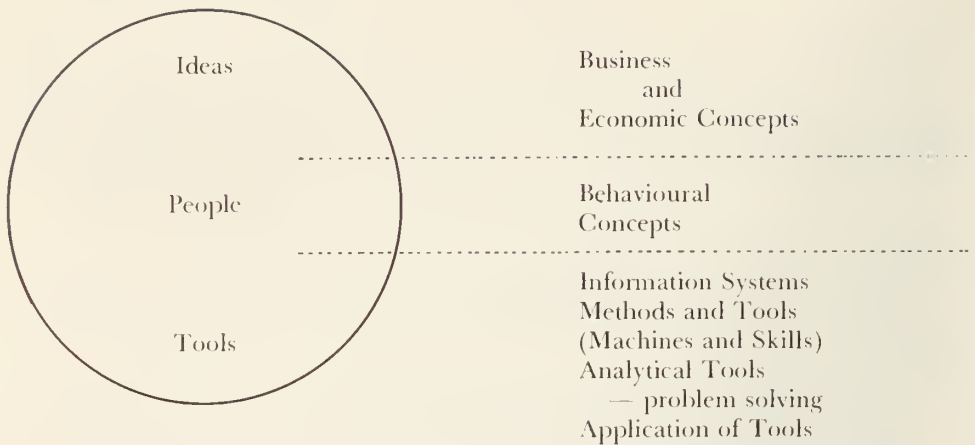 Ideas
People
Tools
Business
and
Economic Concepts
Behavioural
Concepts
Information Systems
Methods and Tools
(Machines and Skills)
Analytical Tools
— problem solving
Application of Tools